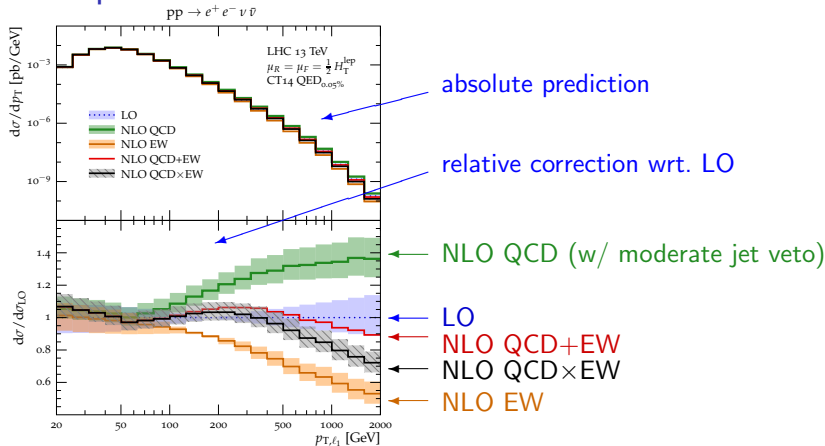 pp → e⁺ e⁻ ν ν̄
dσ/dp_T [pb/GeV]
10⁻³
10⁻⁶
10⁻⁹
LHC 13 TeV
μ_R = μ_F = ½ H_T^lep
CT14 QED_0.05%
LO
NLO QCD
NLO EW
NLO QCD+EW
NLO QCD×EW
absolute prediction
relative correction wrt. LO
dσ/dσ_LO
1.4
1.2
1
0.8
0.6
NLO QCD (w/ moderate jet veto)
LO
NLO QCD+EW
NLO QCD×EW
NLO EW
20 50 100 200 500 1000 2000
p_T,ℓ₁ [GeV]